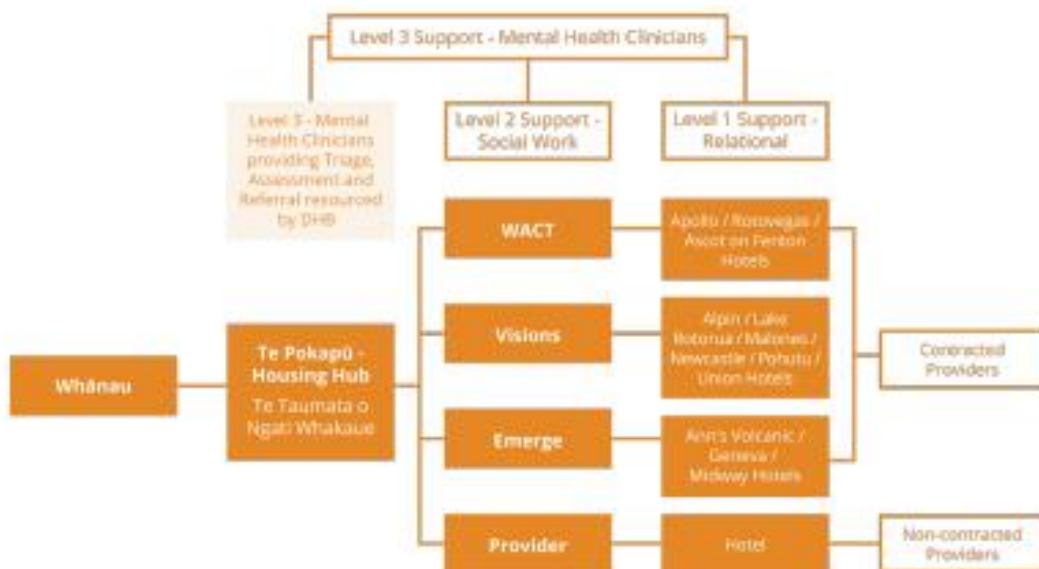 Level 3 Support - Mental Health Clinicians
Level 3 - Mental
Health Clinicians
providing Triage,
Assessment and
Referral resourced
by DHB
Level 2 Support -
Social Work
Level 1 Support -
Relational
WACT
Apollo / Rotovegas /
Ascot on Fenton
Hotels
Visions
Alpin / Lake
Rotorua / Malones /
Newcastle / Pohutu /
Union Hotels
Contracted
Providers
Whānau
Te Pokapū -
Housing Hub
Te Taumata o
Ngati Whakaue
Emerge
Ann's Volcanic /
Geneva /
Midway Hotels
Provider
Hotel
Non-contracted
Providers